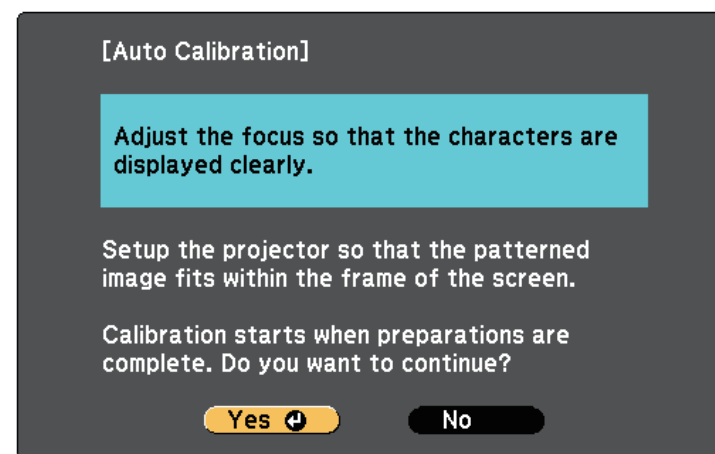 [Auto Calibration]
Adjust the focus so that the characters are
displayed clearly.
Setup the projector so that the patterned
image fits within the frame of the screen.
Calibration starts when preparations are
complete. Do you want to continue?
Yes
No